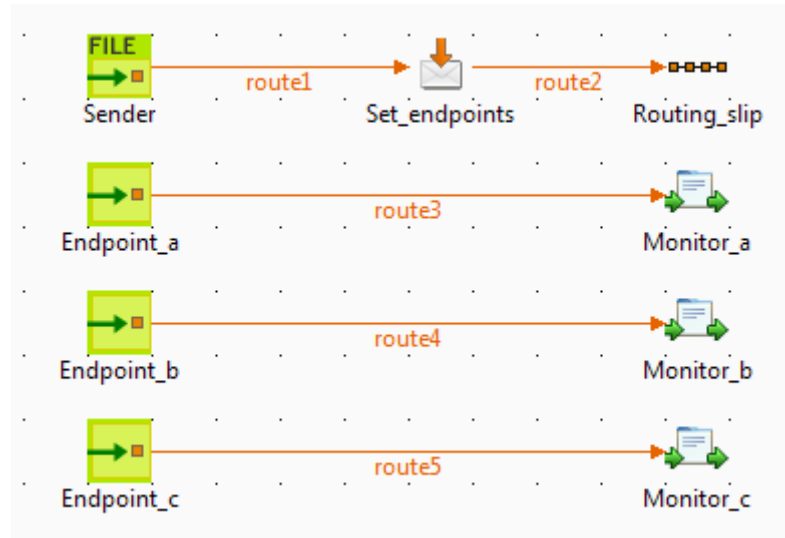 FILE
route1
route2
Sender
Set_endpoints
Routing_slip
route3
Endpoint_a
Monitor_a
route4
Endpoint_b
Monitor_b
route5
Endpoint_c
Monitor_c